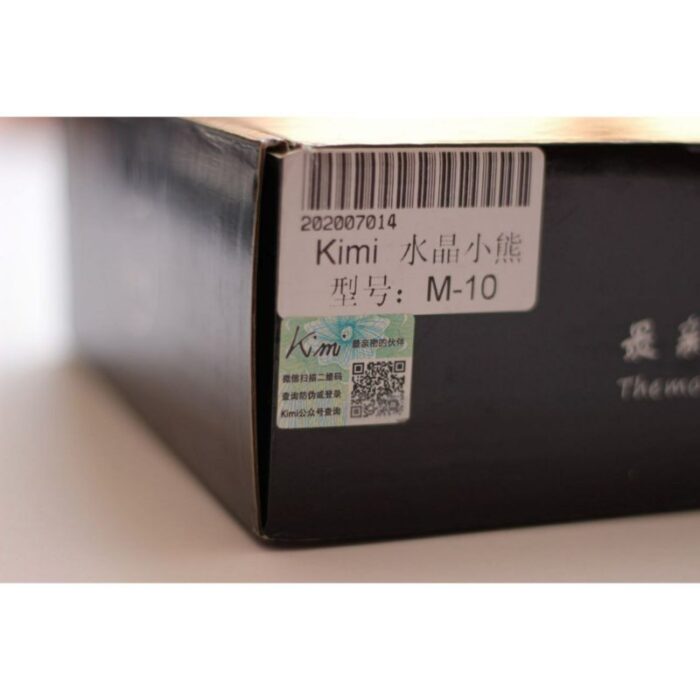 202007014
Kimi 水晶小熊
型号：M-10
Kimi 最亲密的伙伴
微信扫描二维码
查询防伪或登录
Kimi公众号查询
最